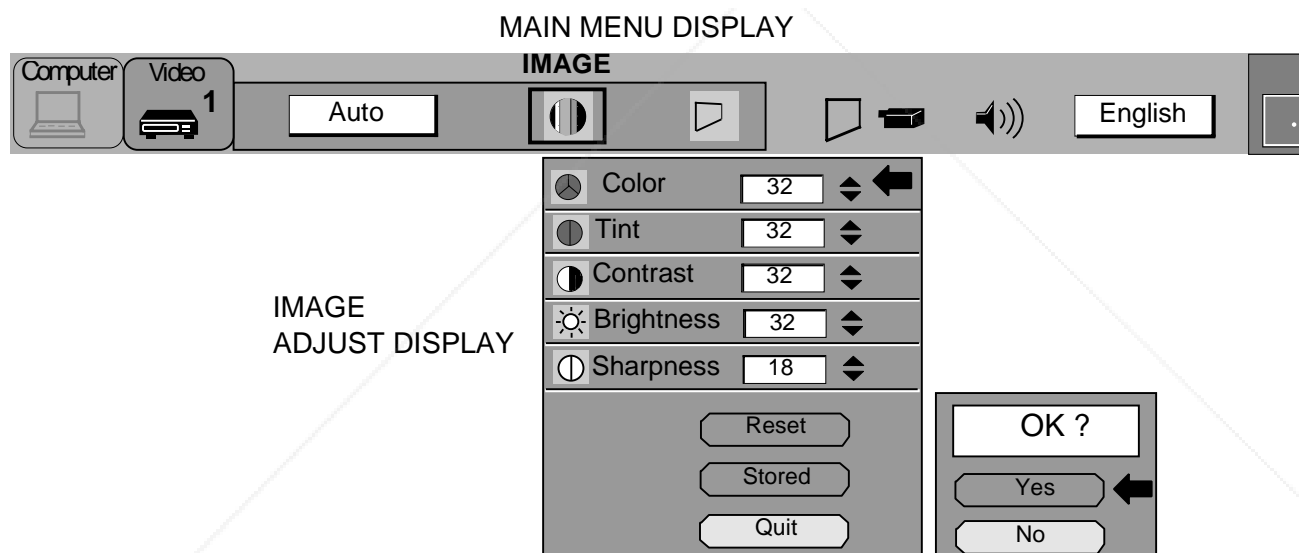 MAIN MENU DISPLAY
IMAGE
Computer
Video
1
Auto
English
Color 32
Tint 32
Contrast 32
Brightness 32
Sharpness 18
IMAGE
ADJUST DISPLAY
Reset
Stored
Quit
OK ?
Yes
No